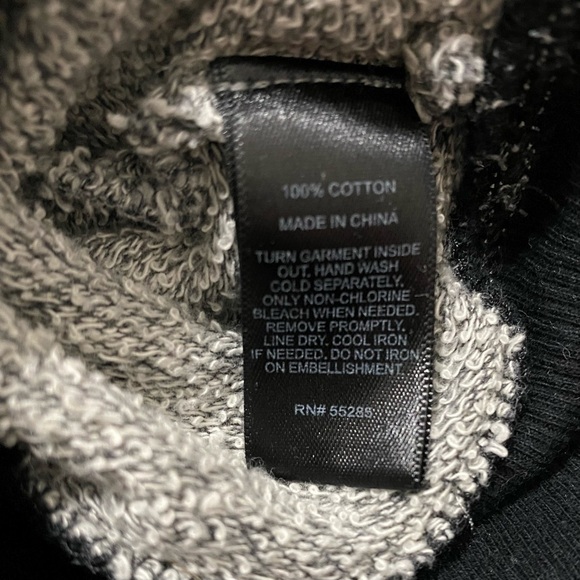 100% COTTON
MADE IN CHINA
TURN GARMENT INSIDE
OUT. HAND WASH
COLD SEPARATELY.
ONLY NON-CHLORINE
BLEACH WHEN NEEDED.
REMOVE PROMPTLY.
LINE DRY. COOL IRON
IF NEEDED. DO NOT IRON
ON EMBELLISHMENT.
RN# 55285